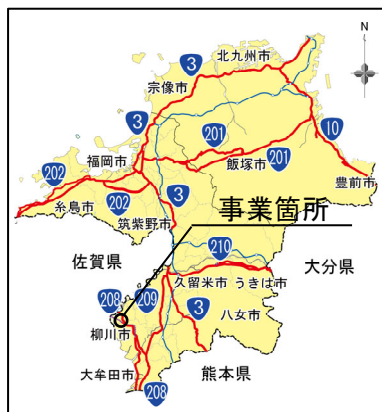 N
3
北九州市
宗像市
3
201
10
福岡市
202
飯塚市
201
豊前市
202
糸島市
3
筑紫野市
事業箇所
210
佐賀県
大分県
208
209
久留米市
うきは市
3
柳川市
八女市
大牟田市
熊本県
208